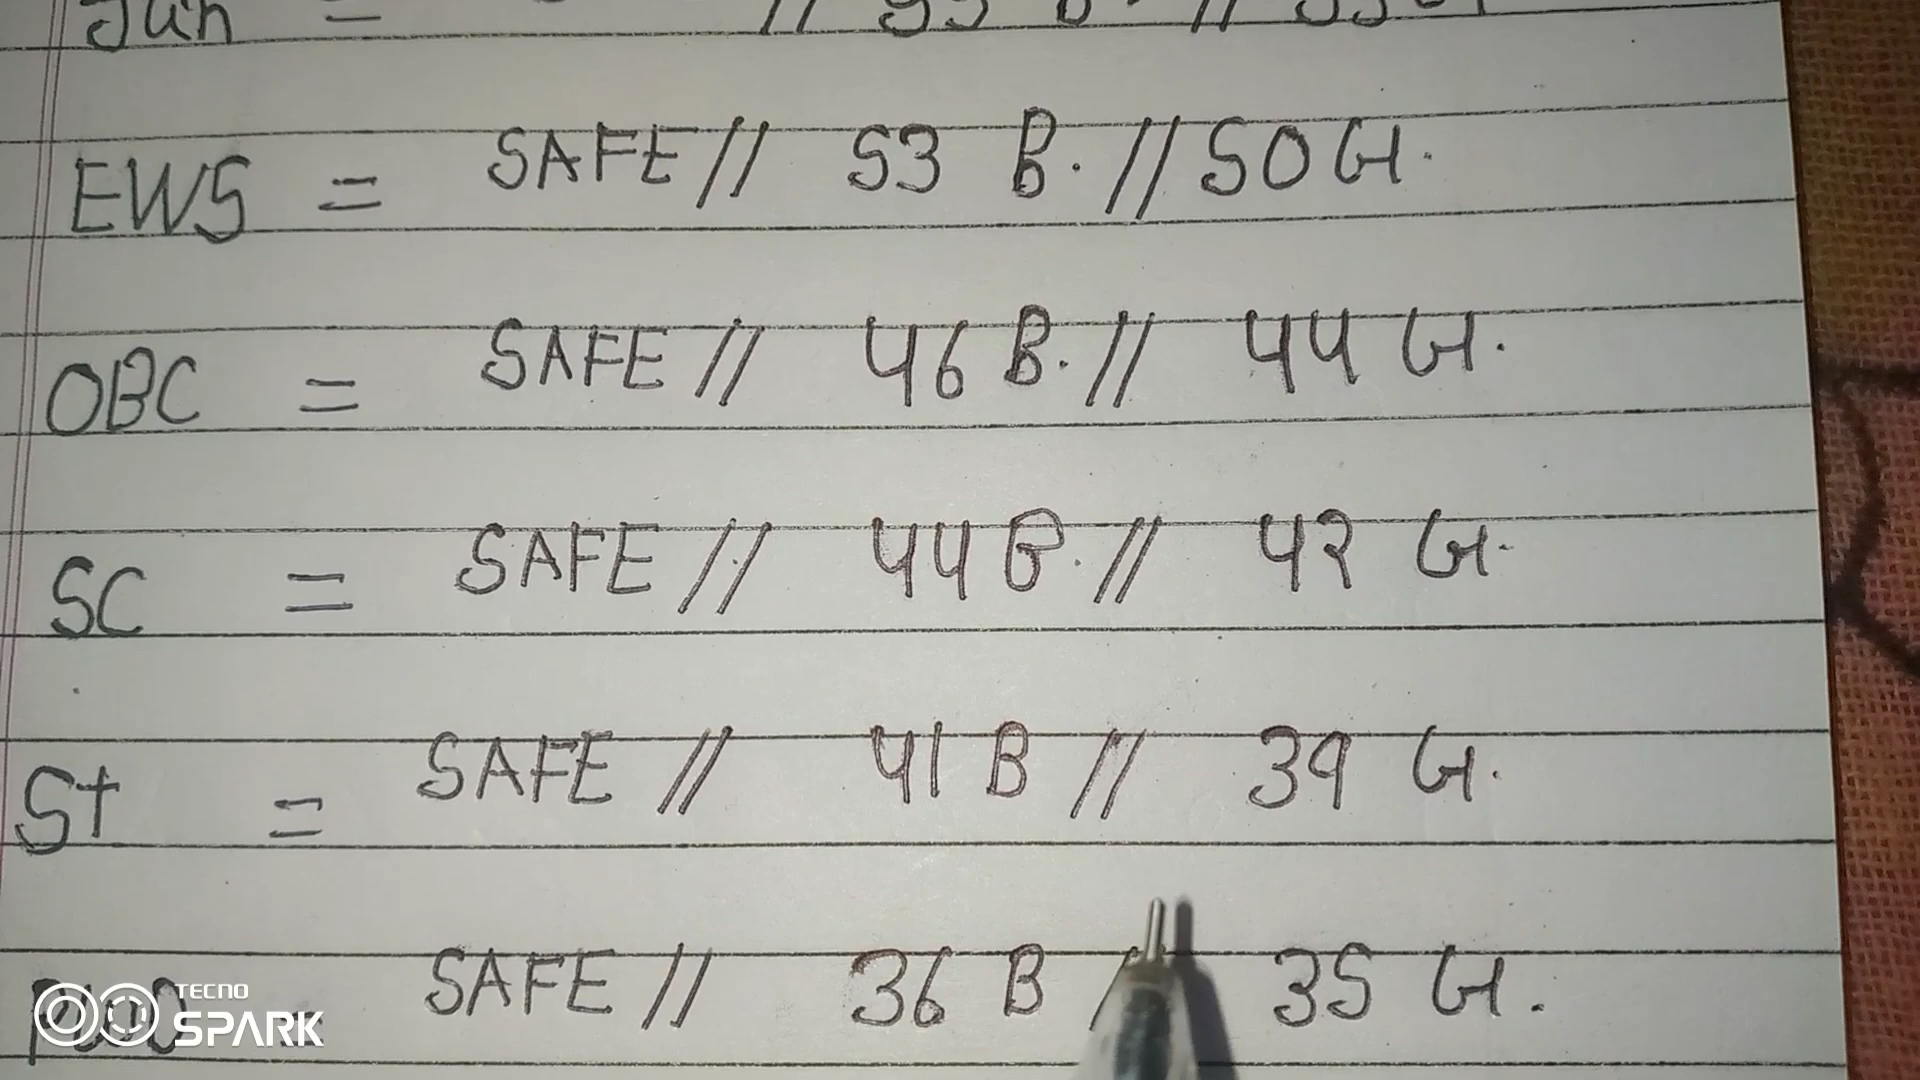 EWS = SAFE // 53 B. // 50 G.
OBC = SAFE // 46 B. // 44 G.
SC = SAFE // 44 B. // 42 G.
St = SAFE // 41 B // 39 G.
SAFE // 36 B // 35 G.
TECNO
SPARK